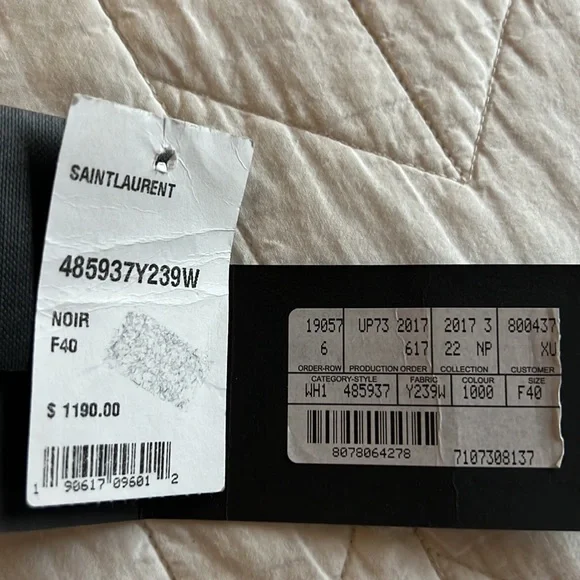 SAINTLAURENT
485937Y239W
NOIR
F40
$ 1190.00
1 90617 09601 2
19057 UP73 2017 2017 3 800437
6 617 22 NP XU
ORDER-ROW PRODUCTION ORDER COLLECTION CUSTOMER
CATEGORY-STYLE FABRIC COLOUR SIZE
WH1 485937 Y239W 1000 F40
8078064278 7107308137